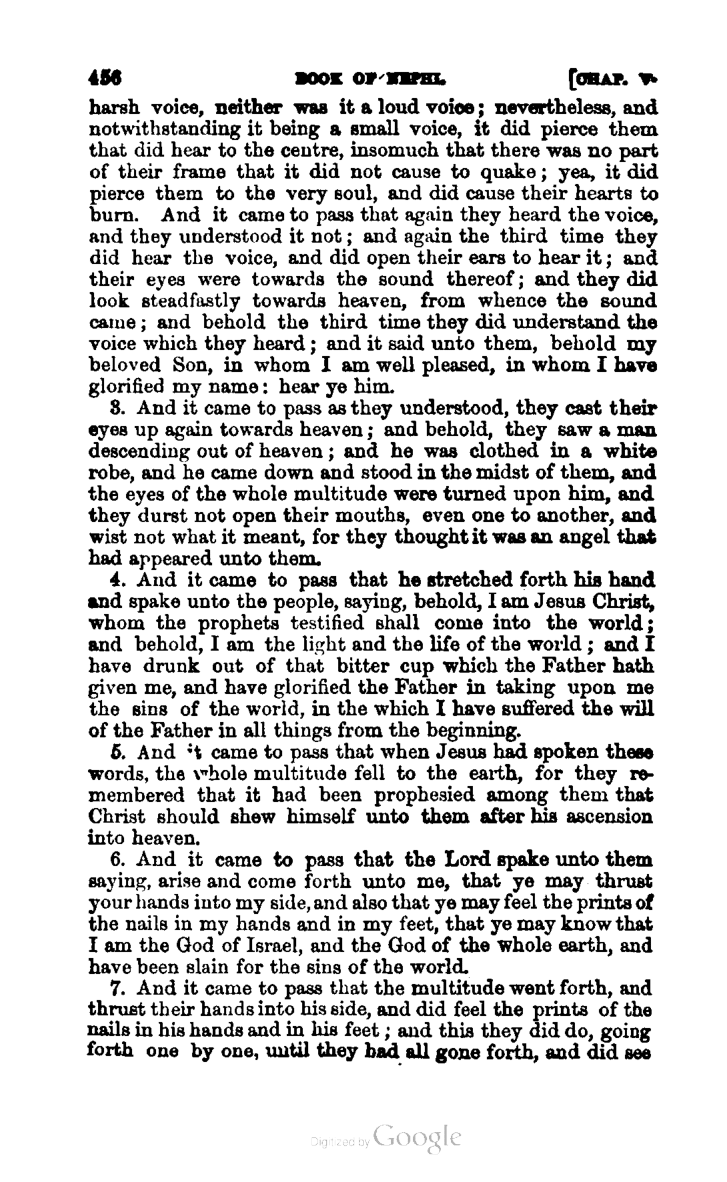 456 BOOK OF NEPHI. [CHAP. V.
harsh voice, neither was it a loud voice; nevertheless, and
notwithstanding it being a small voice, it did pierce them
that did hear to the centre, insomuch that there was no part
of their frame that it did not cause to quake; yea, it did
pierce them to the very soul, and did cause their hearts to
burn. And it came to pass that again they heard the voice,
and they understood it not; and again the third time they
did hear the voice, and did open their ears to hear it; and
their eyes were towards the sound thereof; and they did
look steadfastly towards heaven, from whence the sound
came; and behold the third time they did understand the
voice which they heard; and it said unto them, behold my
beloved Son, in whom I am well pleased, in whom I have
glorified my name: hear ye him.
3. And it came to pass as they understood, they cast their
eyes up again towards heaven; and behold, they saw a man
descending out of heaven; and he was clothed in a white
robe, and he came down and stood in the midst of them, and
the eyes of the whole multitude were turned upon him, and
they durst not open their mouths, even one to another, and
wist not what it meant, for they thought it was an angel that
had appeared unto them.
4. And it came to pass that he stretched forth his hand
and spake unto the people, saying, behold, I am Jesus Christ,
whom the prophets testified shall come into the world;
and behold, I am the light and the life of the world; and I
have drunk out of that bitter cup which the Father hath
given me, and have glorified the Father in taking upon me
the sins of the world, in the which I have suffered the will
of the Father in all things from the beginning.
5. And it came to pass that when Jesus had spoken these
words, the whole multitude fell to the earth, for they re-
membered that it had been prophesied among them that
Christ should shew himself unto them after his ascension
into heaven.
6. And it came to pass that the Lord spake unto them
saying, arise and come forth unto me, that ye may thrust
your hands into my side, and also that ye may feel the prints of
the nails in my hands and in my feet, that ye may know that
I am the God of Israel, and the God of the whole earth, and
have been slain for the sins of the world.
7. And it came to pass that the multitude went forth, and
thrust their hands into his side, and did feel the prints of the
nails in his hands and in his feet; and this they did do, going
forth one by one, until they had all gone forth, and did see
Digitized by Google